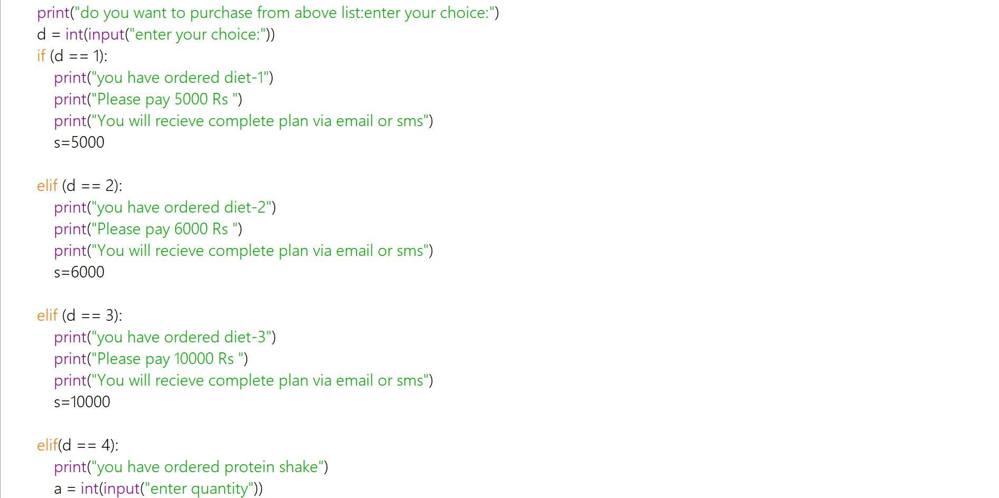 print("do you want to purchase from above list:enter your choice:")
d = int(input("enter your choice:"))
if (d == 1):
print("you have ordered diet-1")
print("Please pay 5000 Rs ")
print("You will recieve complete plan via email or sms")
s=5000
elif (d == 2):
print("you have ordered diet-2")
print("Please pay 6000 Rs ")
print("You will recieve complete plan via email or sms")
s=6000
elif (d == 3):
print("you have ordered diet-3")
print("Please pay 10000 Rs ")
print("You will recieve complete plan via email or sms")
s=10000
elif(d == 4):
print("you have ordered protein shake")
a = int(input("enter quantity"))